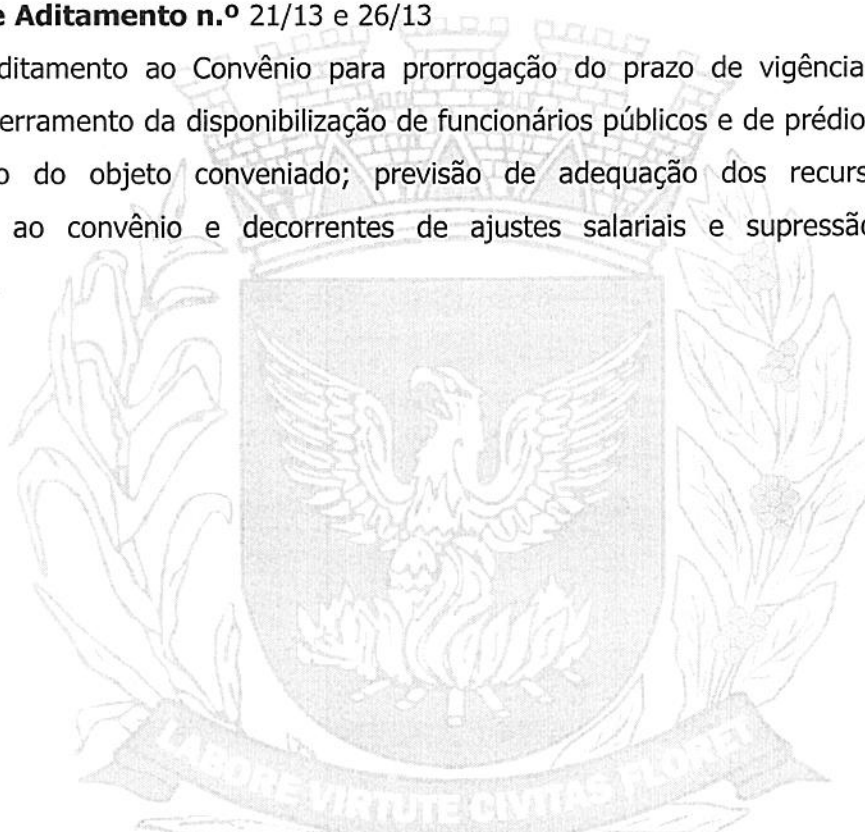 e Aditamento n.º 21/13 e 26/13
ditamento ao Convênio para prorrogação do prazo de vigência
erramento da disponibilização de funcionários públicos e de prédio
o do objeto conveniado; previsão de adequação dos recurs
ao convênio e decorrentes de ajustes salariais e supressão
LABORE VIRTUTE CIVITAS FLORET